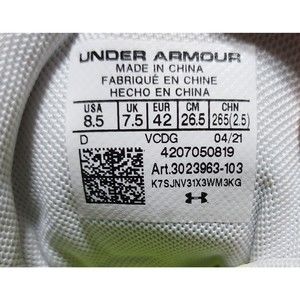 UNDER ARMOUR
MADE IN CHINA
FABRIQUÉ EN CHINE
HECHO EN CHINA
USA UK EUR CM CHN
8.5 7.5 42 26.5 265(2.5)
D VCDG 04/21
4207050819
Art.3023963-103
K7SJNV31X3WM3KG